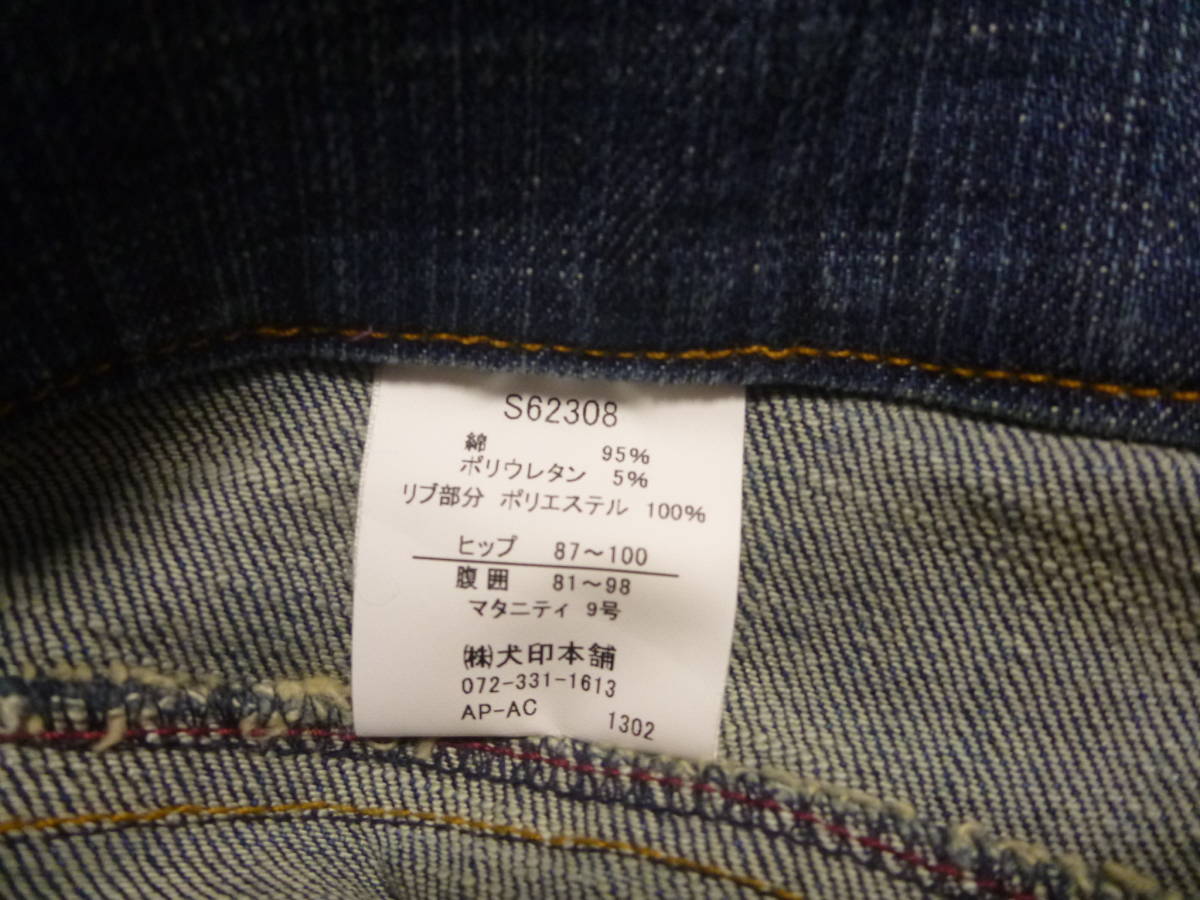 S62308
綿 95%
ポリウレタン 5%
リブ部分 ポリエステル 100%
ヒップ 87～100
腹囲 81～98
マタニティ 9号
㈱犬印本舗
072-331-1613
AP-AC 1302